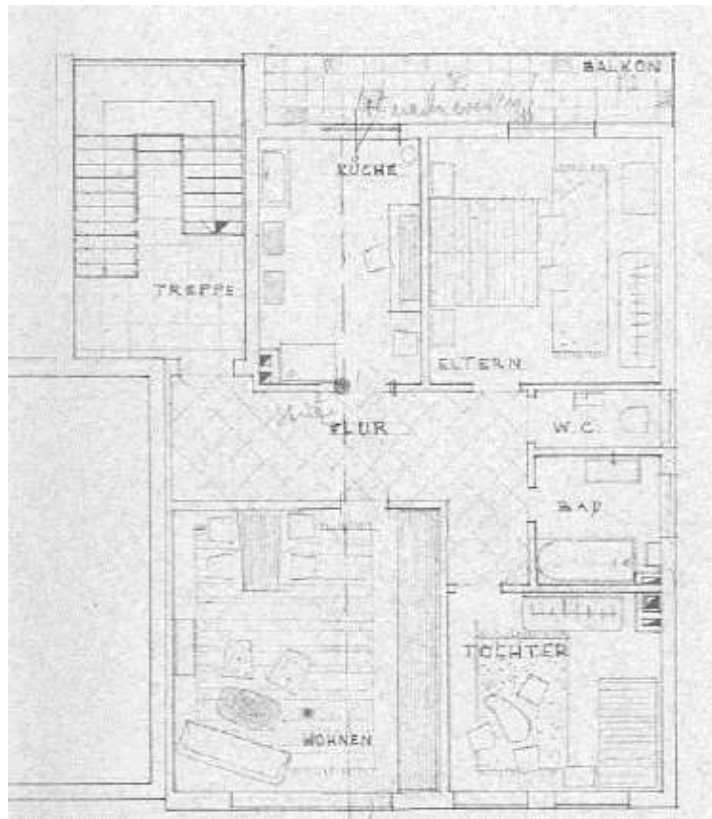 BALKON
KÜCHE
TREPPE
ELTERN
FLUR
W.C.
BAD
TOCHTER
WOHNEN